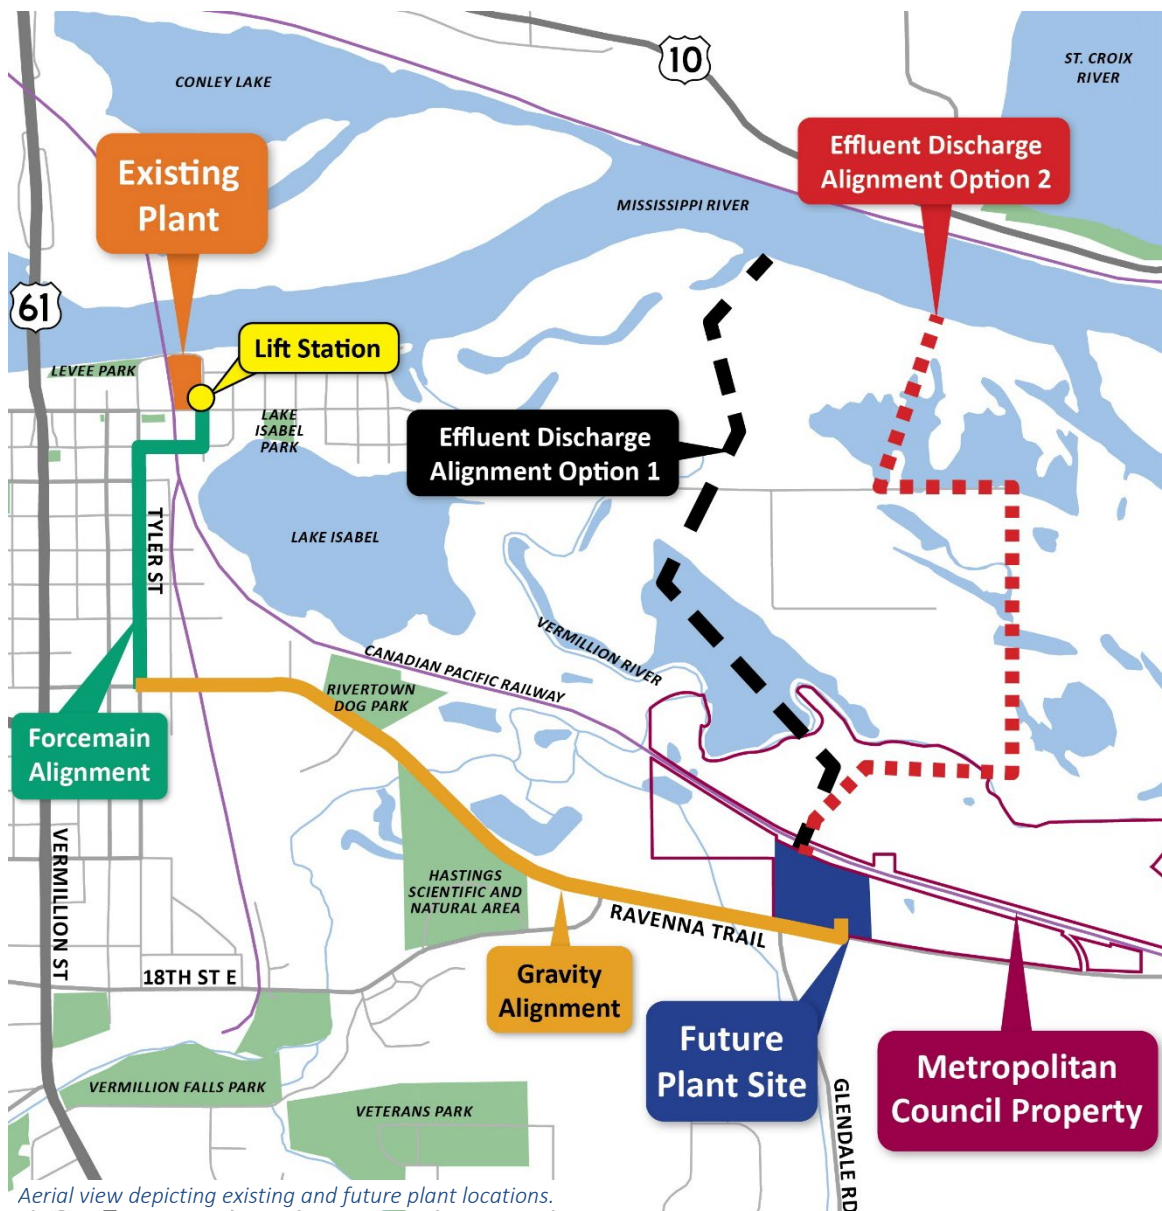 10
ST. CROIX
RIVER
CONLEY LAKE
Effluent Discharge
Alignment Option 2
Existing
Plant
MISSISSIPPI RIVER
61
Lift Station
LEVEE PARK
LAKE
ISABEL
PARK
Effluent Discharge
Alignment Option 1
TYLER ST
LAKE ISABEL
VERMILLION RIVER
CANADIAN PACIFIC RAILWAY
RIVERTOWN
DOG PARK
Forcemain
Alignment
VERMILLION ST
HASTINGS
SCIENTIFIC AND
NATURAL AREA
RAVENNA TRAIL
18TH ST E
Gravity
Alignment
Future
Plant Site
Metropolitan
Council Property
VERMILLION FALLS PARK
VETERANS PARK
GLENDALE RD
Aerial view depicting existing and future plant locations.